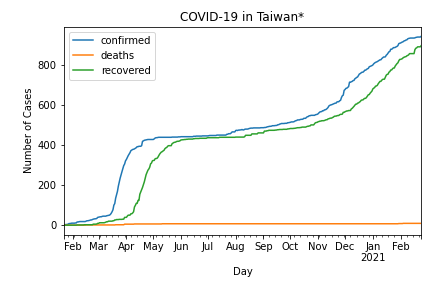 COVID-19 in Taiwan*
confirmed
deaths
recovered
Number of Cases
800
600
400
200
0
Feb Mar Apr May Jun Jul Aug Sep Oct Nov Dec Jan Feb
2021
Day